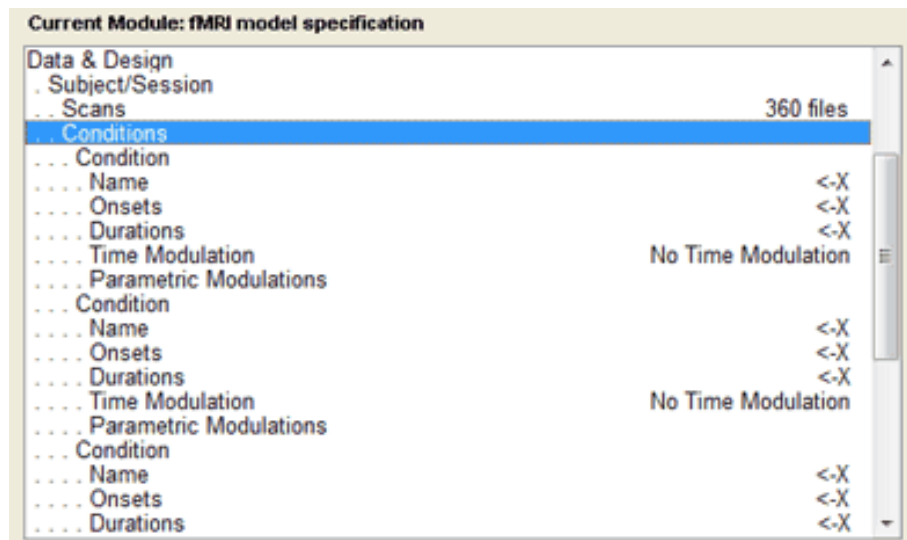 Current Module: fMRI model specification
Data & Design
. Subject/Session
. . Scans 360 files
. . Conditions
. . . Condition
. . . . Name <-X
. . . . Onsets <-X
. . . . Durations <-X
. . . . Time Modulation No Time Modulation
. . . . Parametric Modulations
. . . Condition
. . . . Name <-X
. . . . Onsets <-X
. . . . Durations <-X
. . . . Time Modulation No Time Modulation
. . . . Parametric Modulations
. . . Condition
. . . . Name <-X
. . . . Onsets <-X
. . . . Durations <-X